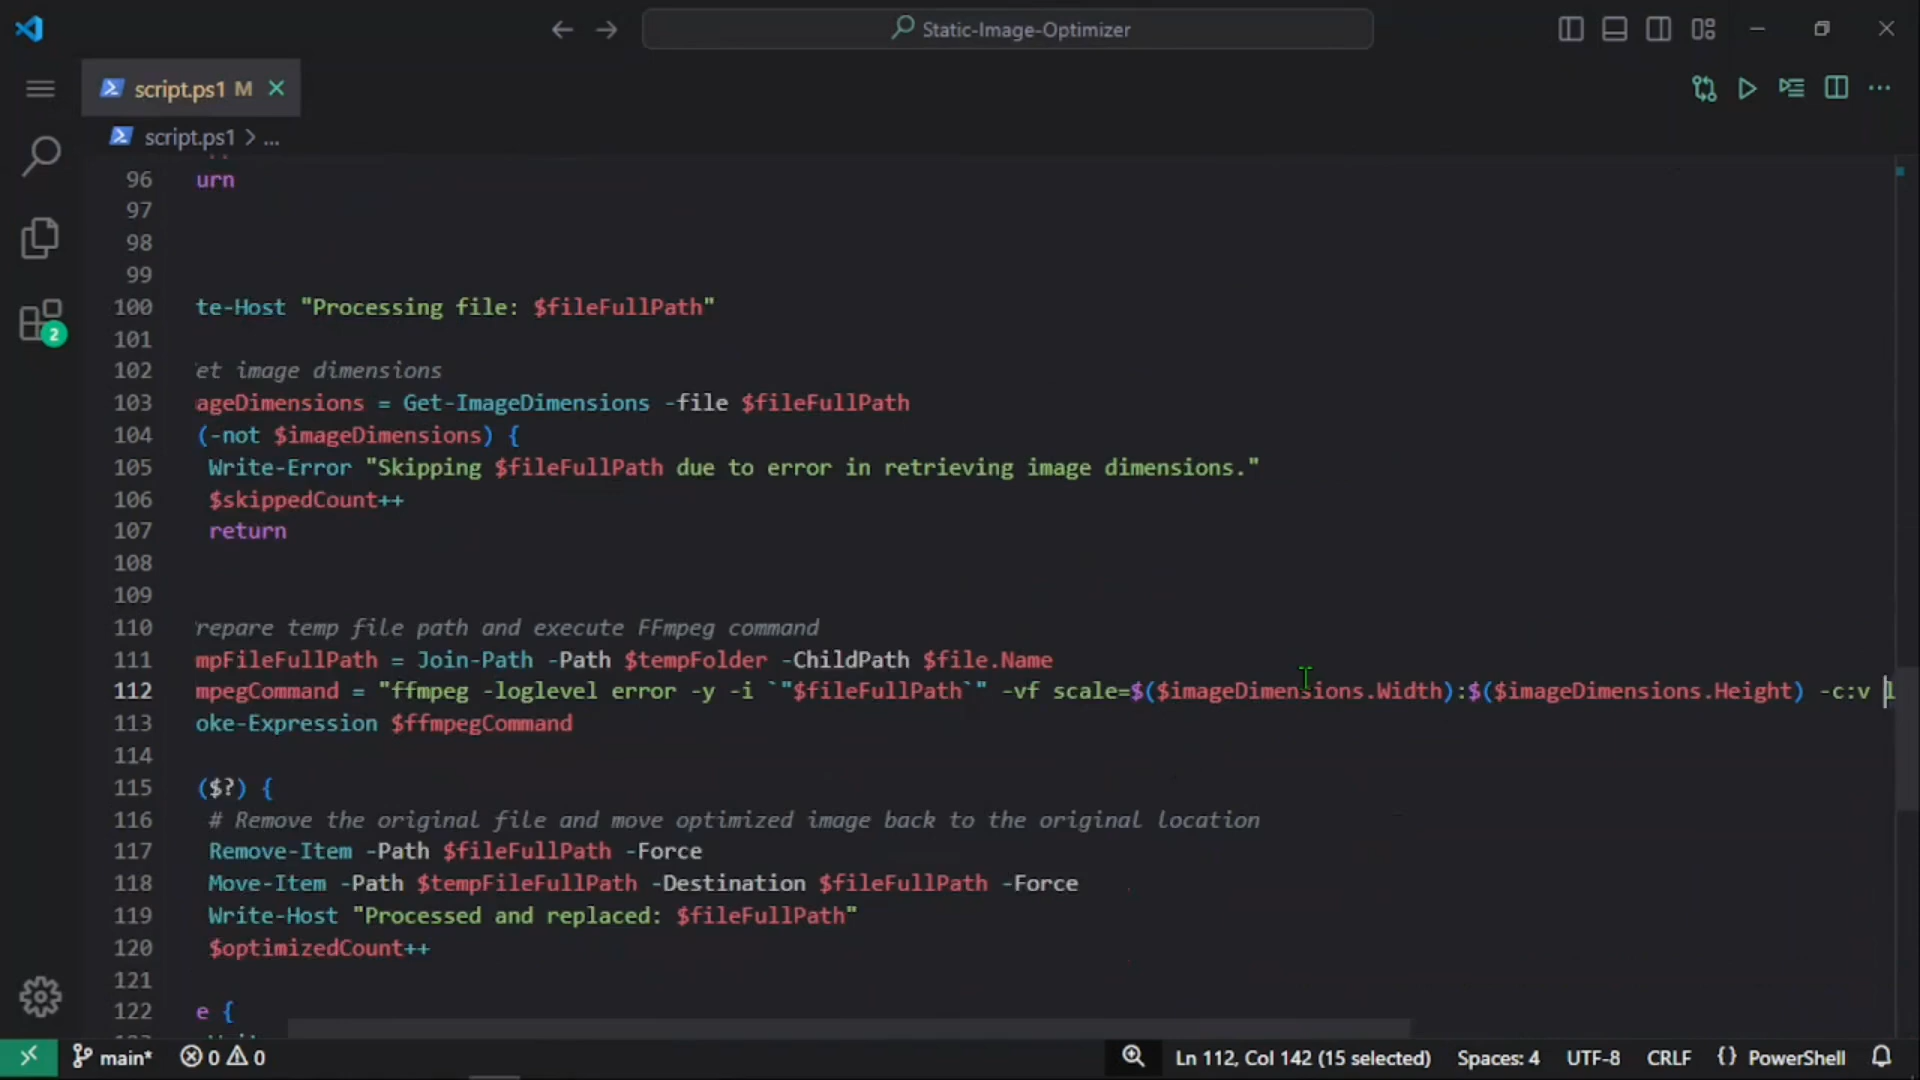 Static-Image-Optimizer
script.ps1 M
script.ps1 > ...
96 urn
97
98
99
100 te-Host "Processing file: $fileFullPath"
101
102 et image dimensions
103 ageDimensions = Get-ImageDimensions -file $fileFullPath
104 (-not $imageDimensions) {
105 Write-Error "Skipping $fileFullPath due to error in retrieving image dimensions."
106 $skippedCount++
107 return
108
109
110 repare temp file path and execute FFmpeg command
111 mpFileFullPath = Join-Path -Path $tempFolder -ChildPath $file.Name
112 mpegCommand = "ffmpeg -loglevel error -y -i `"$fileFullPath`" -vf scale=$($imageDimensions.Width):$($imageDimensions.Height) -c:v l
113 oke-Expression $ffmpegCommand
114
115 ($?) {
116 # Remove the original file and move optimized image back to the original location
117 Remove-Item -Path $fileFullPath -Force
118 Move-Item -Path $tempFileFullPath -Destination $fileFullPath -Force
119 Write-Host "Processed and replaced: $fileFullPath"
120 $optimizedCount++
121
122 e {
2
main* 0 0 Ln 112, Col 142 (15 selected) Spaces: 4 UTF-8 CRLF {} PowerShell